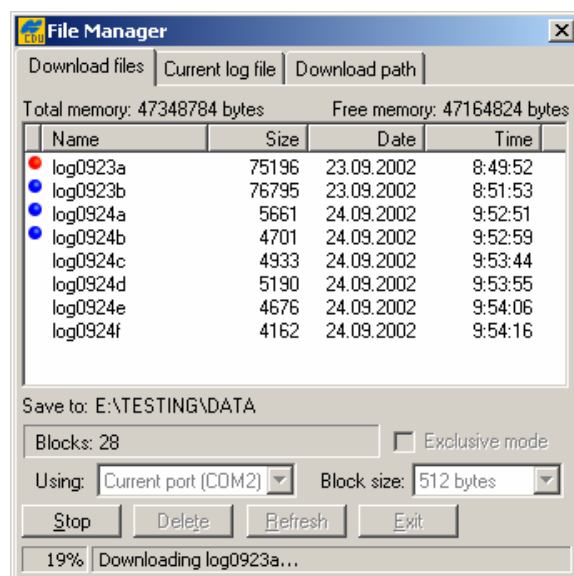 CDU File Manager
Download files Current log file Download path
Total memory: 47348784 bytes Free memory: 47164824 bytes
Name Size Date Time
log0923a 75196 23.09.2002 8:49:52
log0923b 76795 23.09.2002 8:51:53
log0924a 5661 24.09.2002 9:52:51
log0924b 4701 24.09.2002 9:52:59
log0924c 4933 24.09.2002 9:53:44
log0924d 5190 24.09.2002 9:53:55
log0924e 4676 24.09.2002 9:54:06
log0924f 4162 24.09.2002 9:54:16
Save to: E:\TESTING\DATA
Blocks: 28 Exclusive mode
Using: Current port (COM2) Block size: 512 bytes
Stop Delete Refresh Exit
19% Downloading log0923a...